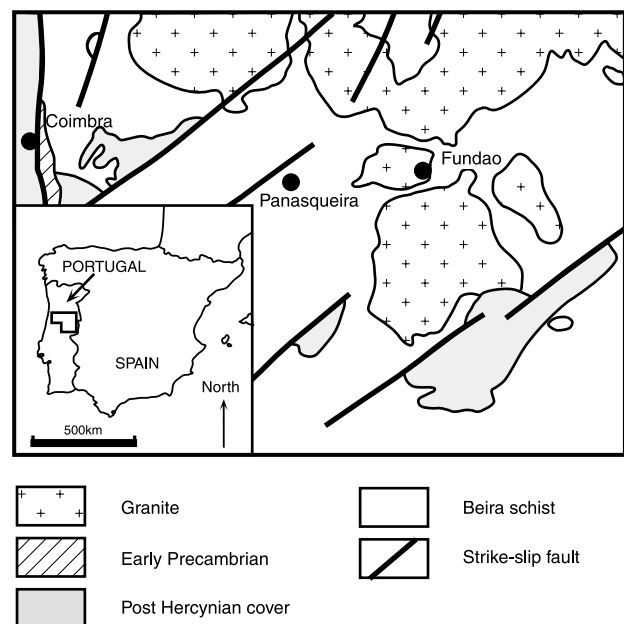 Coimbra
Fundao
Panasqueira
PORTUGAL
SPAIN
North
500km
Granite
Beira schist
Early Precambrian
Strike-slip fault
Post Hercynian cover